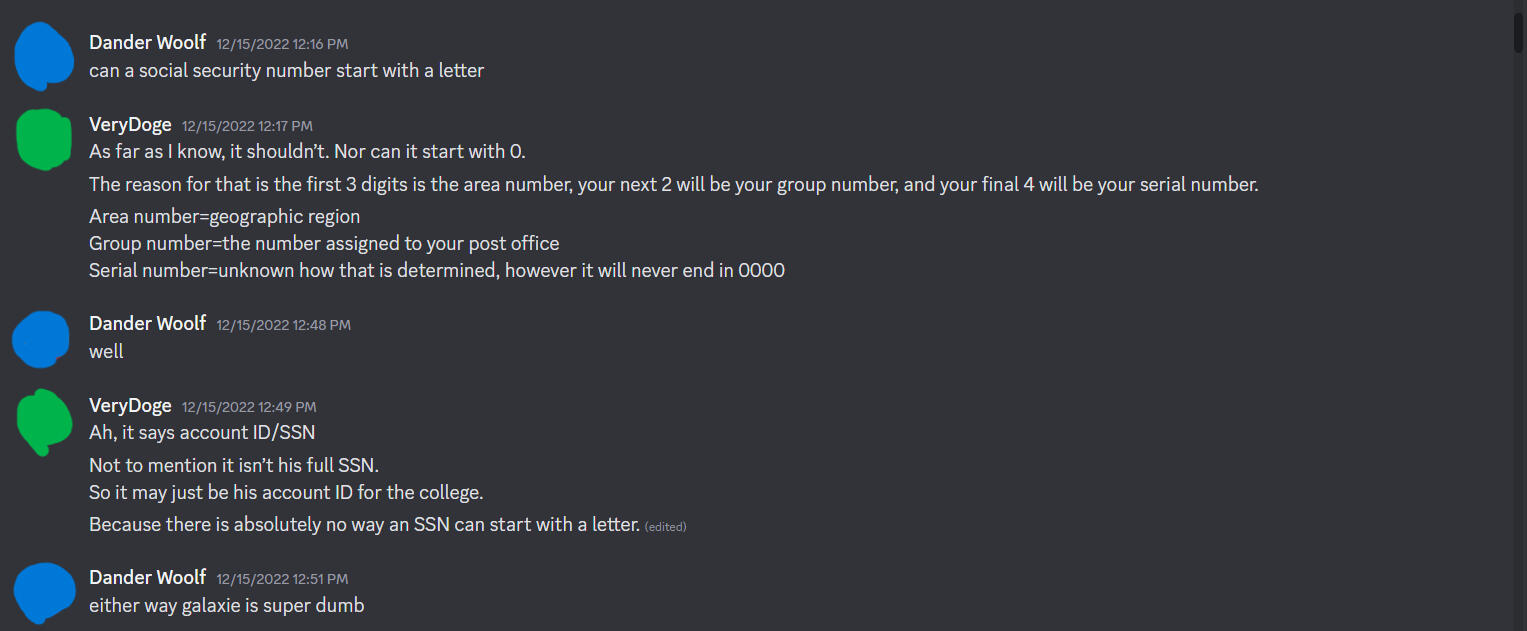 Dander Woolf 12/15/2022 12:16 PM
can a social security number start with a letter
VeryDoge 12/15/2022 12:17 PM
As far as I know, it shouldn’t. Nor can it start with 0.
The reason for that is the first 3 digits is the area number, your next 2 will be your group number, and your final 4 will be your serial number.
Area number=geographic region
Group number=the number assigned to your post office
Serial number=unknown how that is determined, however it will never end in 0000
Dander Woolf 12/15/2022 12:48 PM
well
VeryDoge 12/15/2022 12:49 PM
Ah, it says account ID/SSN
Not to mention it isn’t his full SSN.
So it may just be his account ID for the college.
Because there is absolutely no way an SSN can start with a letter. (edited)
Dander Woolf 12/15/2022 12:51 PM
either way galaxie is super dumb